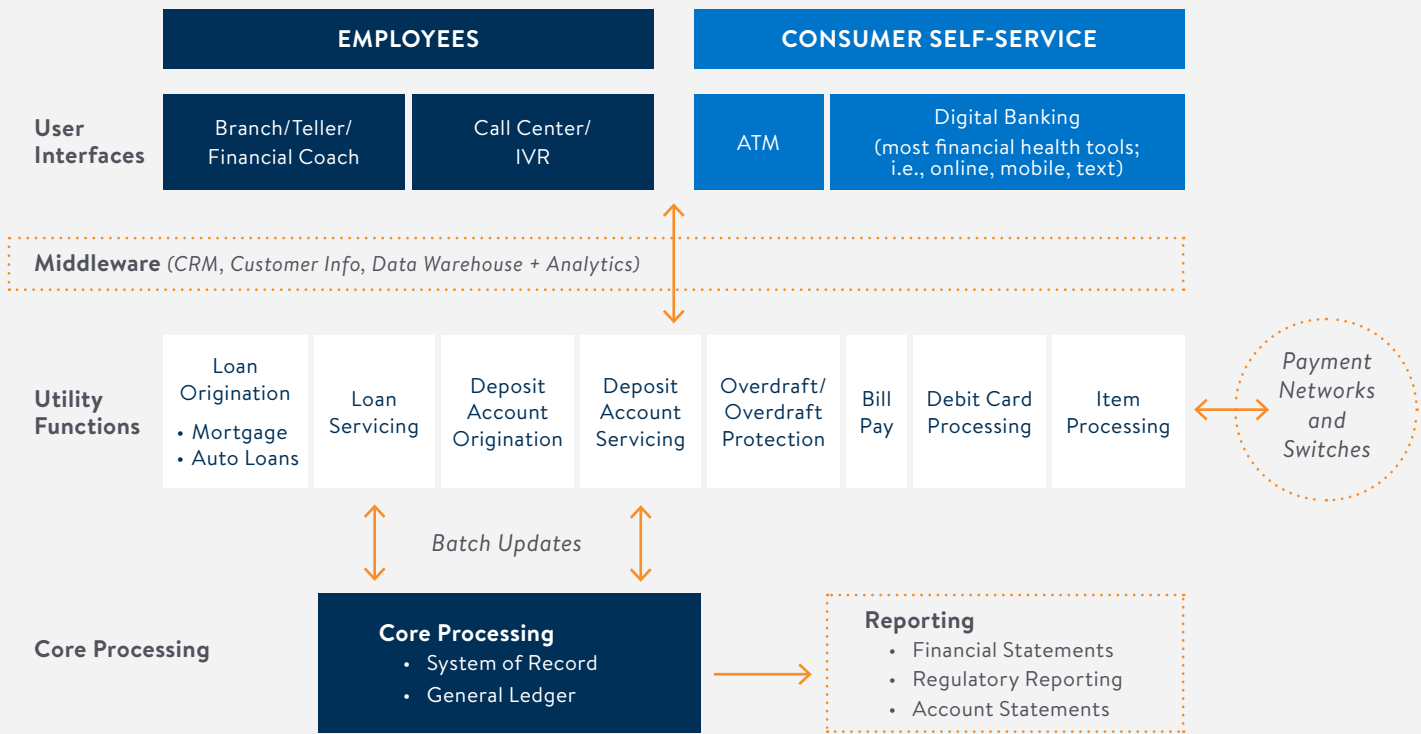 EMPLOYEES
CONSUMER SELF-SERVICE
User
Interfaces
Branch/Teller/
Financial Coach
Call Center/
IVR
ATM
Digital Banking
(most financial health tools;
i.e., online, mobile, text)
Middleware (CRM, Customer Info, Data Warehouse + Analytics)
Utility
Functions
Loan
Origination
• Mortgage
• Auto Loans
Loan
Servicing
Deposit
Account
Origination
Deposit
Account
Servicing
Overdraft/
Overdraft
Protection
Bill
Pay
Debit Card
Processing
Item
Processing
Payment
Networks
and
Switches
Batch Updates
Core Processing
Core Processing
• System of Record
• General Ledger
Reporting
• Financial Statements
• Regulatory Reporting
• Account Statements